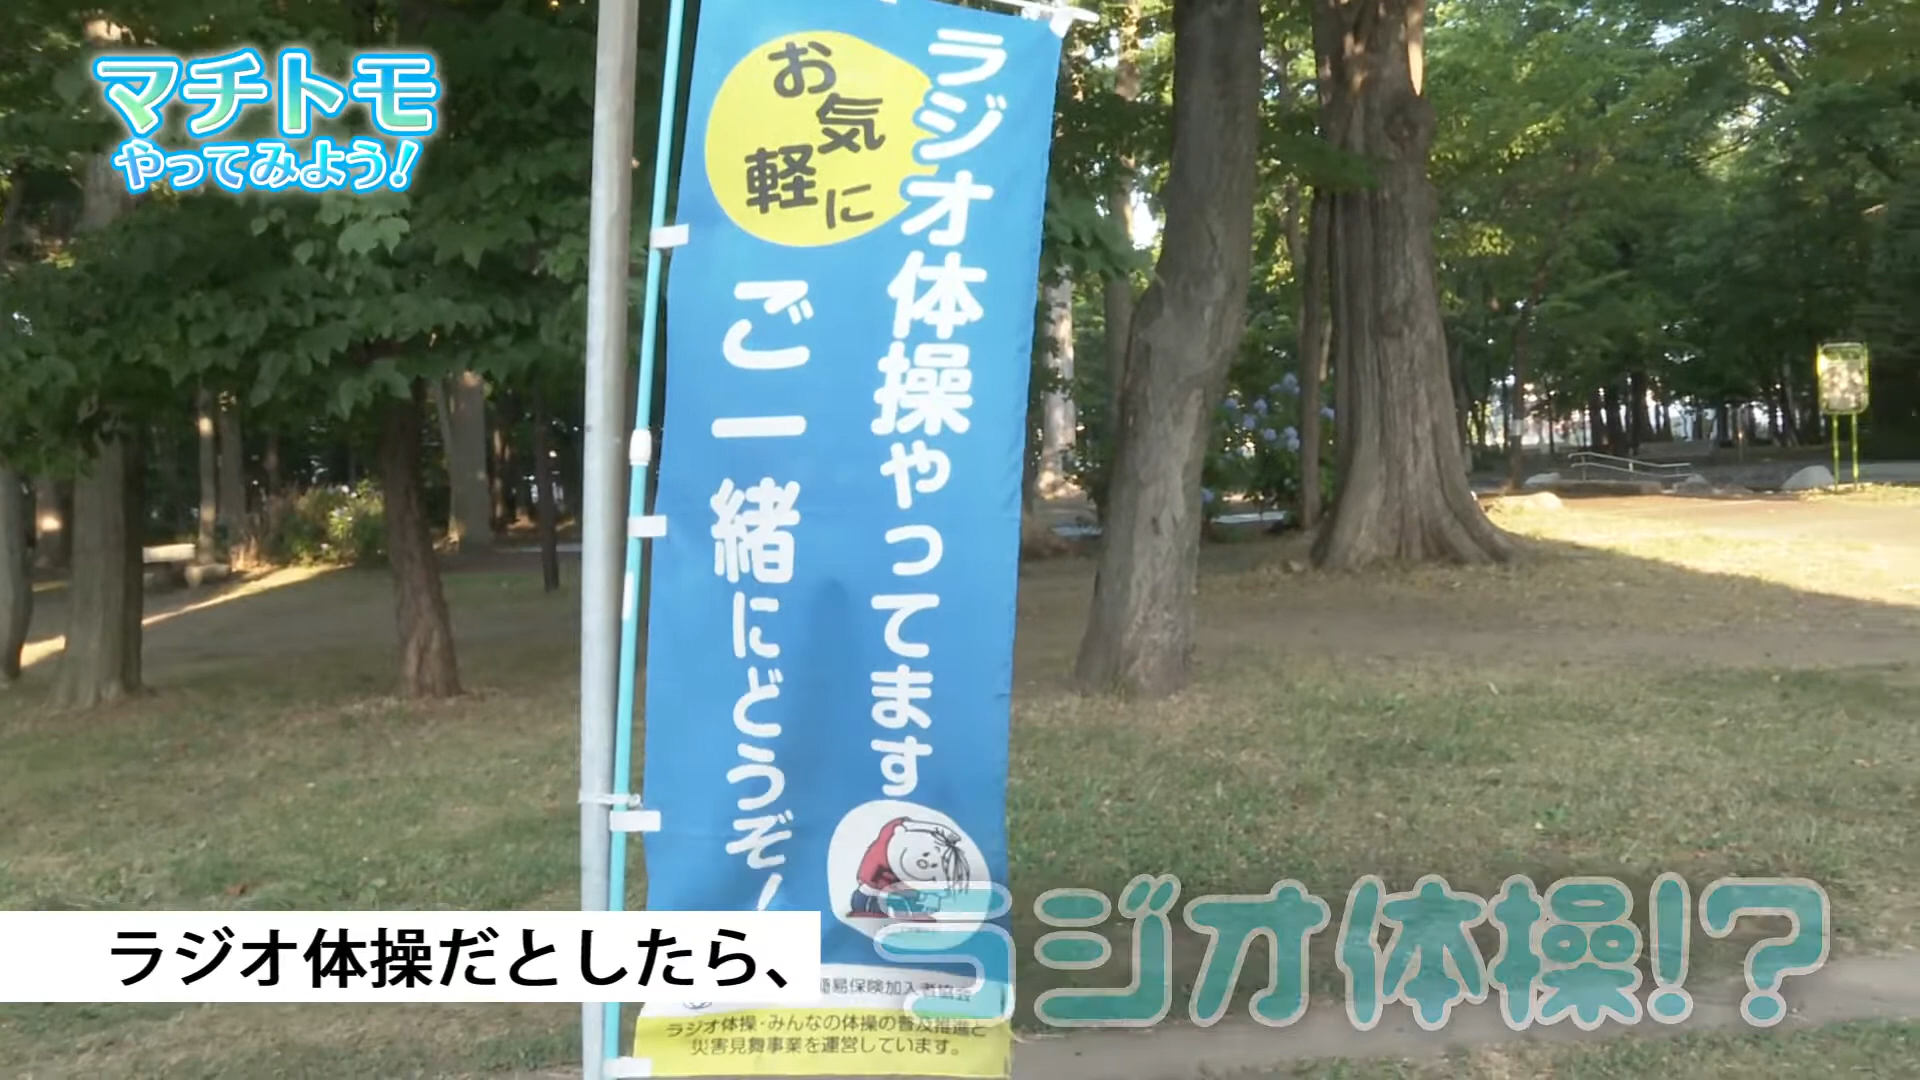 マチトモ
やってみよう!
ラジオ体操やってます
お気軽に
ご一緒にどうぞ!
簡易保険加入者協会
ラジオ体操・みんなの体操の普及推進と
災害見舞事業を運営しています。
ラジオ体操だとしたら、
ラジオ体操!?